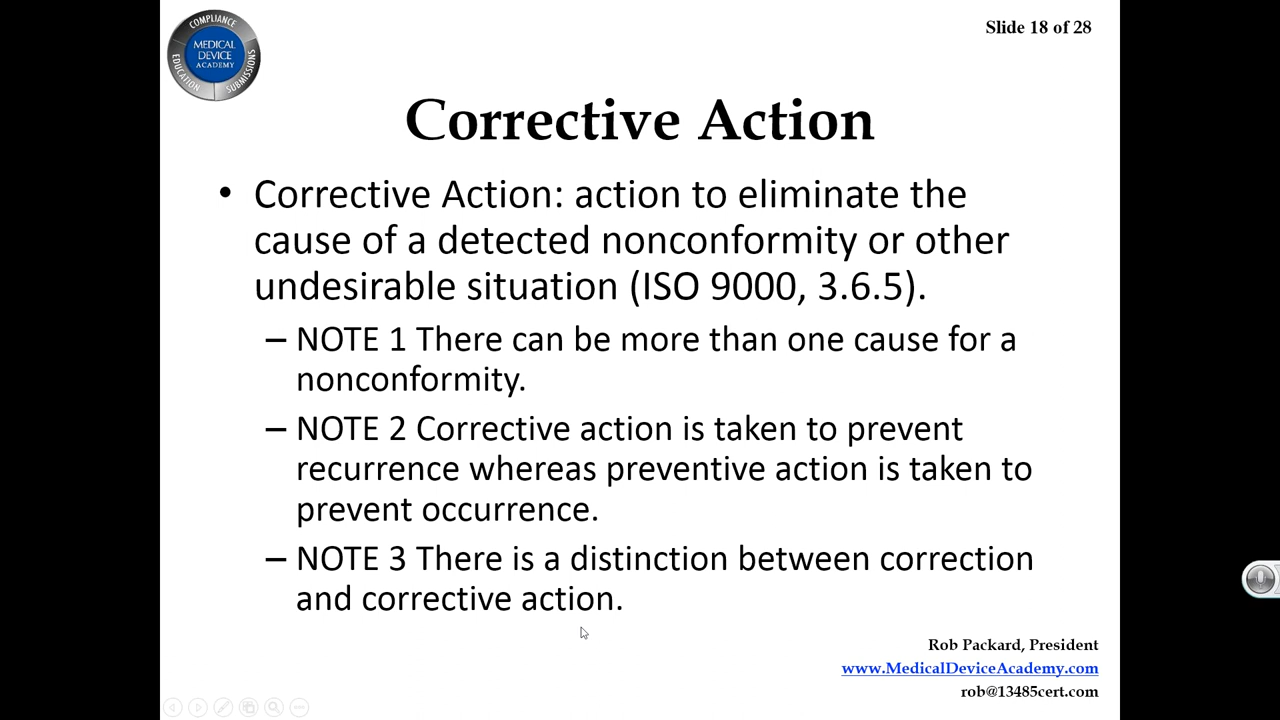 COMPLIANCE
MEDICAL
DEVICE
ACADEMY
EDUCATION
SUBMISSIONS
Slide 18 of 28
Corrective Action
• Corrective Action: action to eliminate the
cause of a detected nonconformity or other
undesirable situation (ISO 9000, 3.6.5).
– NOTE 1 There can be more than one cause for a
nonconformity.
– NOTE 2 Corrective action is taken to prevent
recurrence whereas preventive action is taken to
prevent occurrence.
– NOTE 3 There is a distinction between correction
and corrective action.
Rob Packard, President
www.MedicalDeviceAcademy.com
rob@13485cert.com